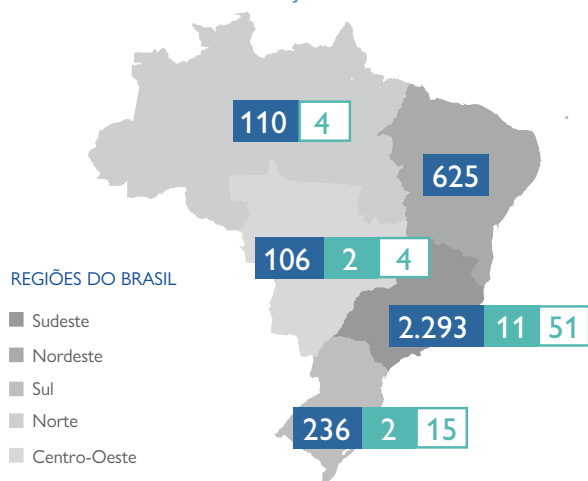 110 4
625
106 2 4
REGIÕES DO BRASIL
Sudeste
2.293 11 51
Nordeste
Sul
Norte
236 2 15
Centro-Oeste